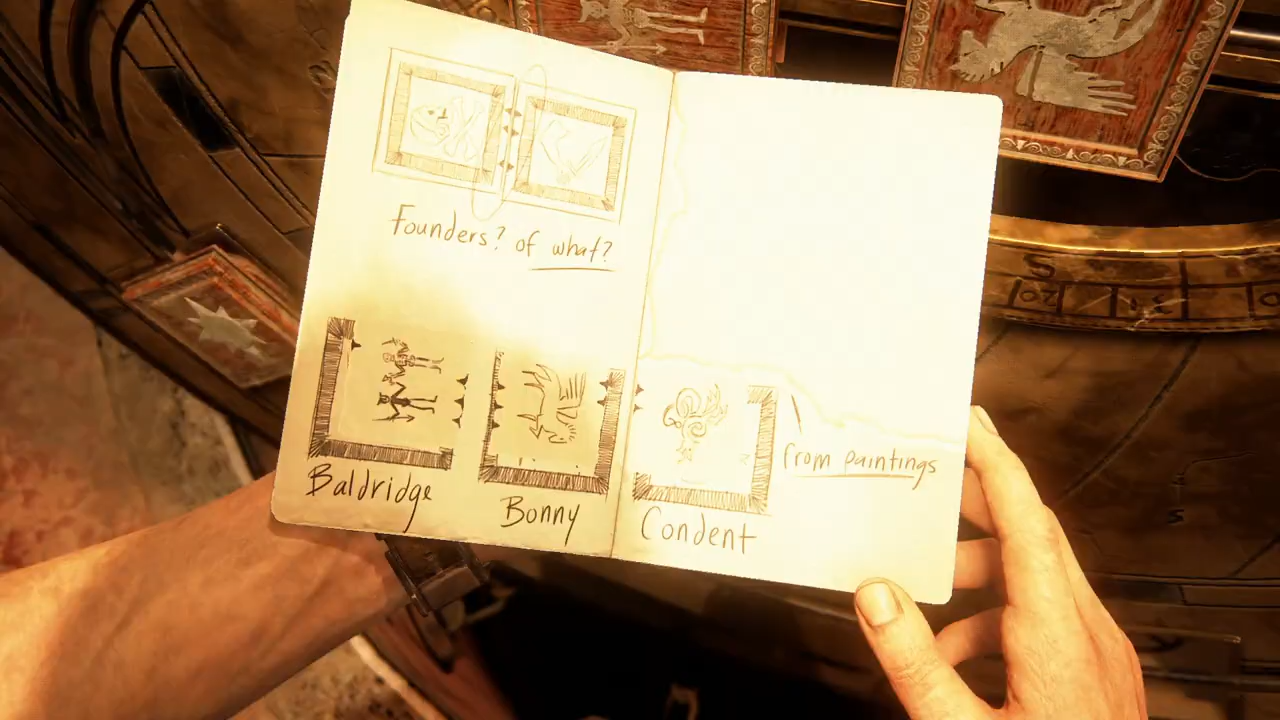 Founders? of what?
Baldridge
Bonny
Condent
from paintings